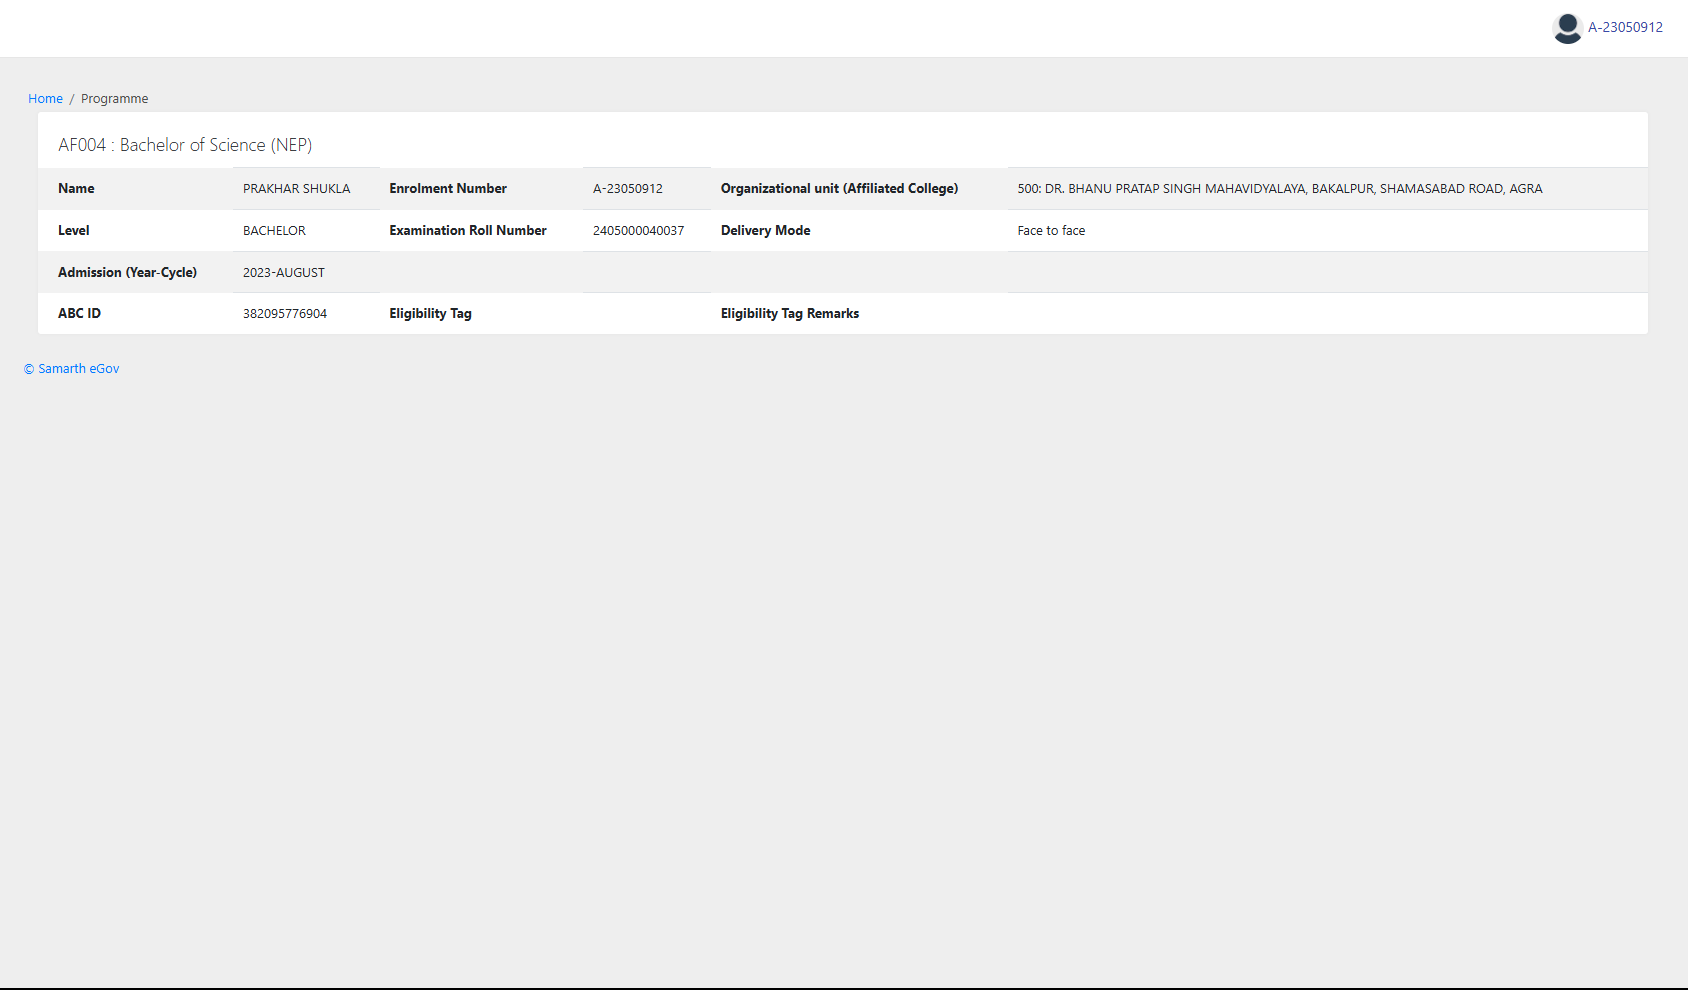 A-23050912
Home / Programme
AF004 : Bachelor of Science (NEP)
Name PRAKHAR SHUKLA Enrolment Number A-23050912 Organizational unit (Affiliated College) 500: DR. BHANU PRATAP SINGH MAHAVIDYALAYA, BAKALPUR, SHAMASABAD ROAD, AGRA
Level BACHELOR Examination Roll Number 2405000040037 Delivery Mode Face to face
Admission (Year-Cycle) 2023-AUGUST
ABC ID 382095776904 Eligibility Tag Eligibility Tag Remarks
© Samarth eGov